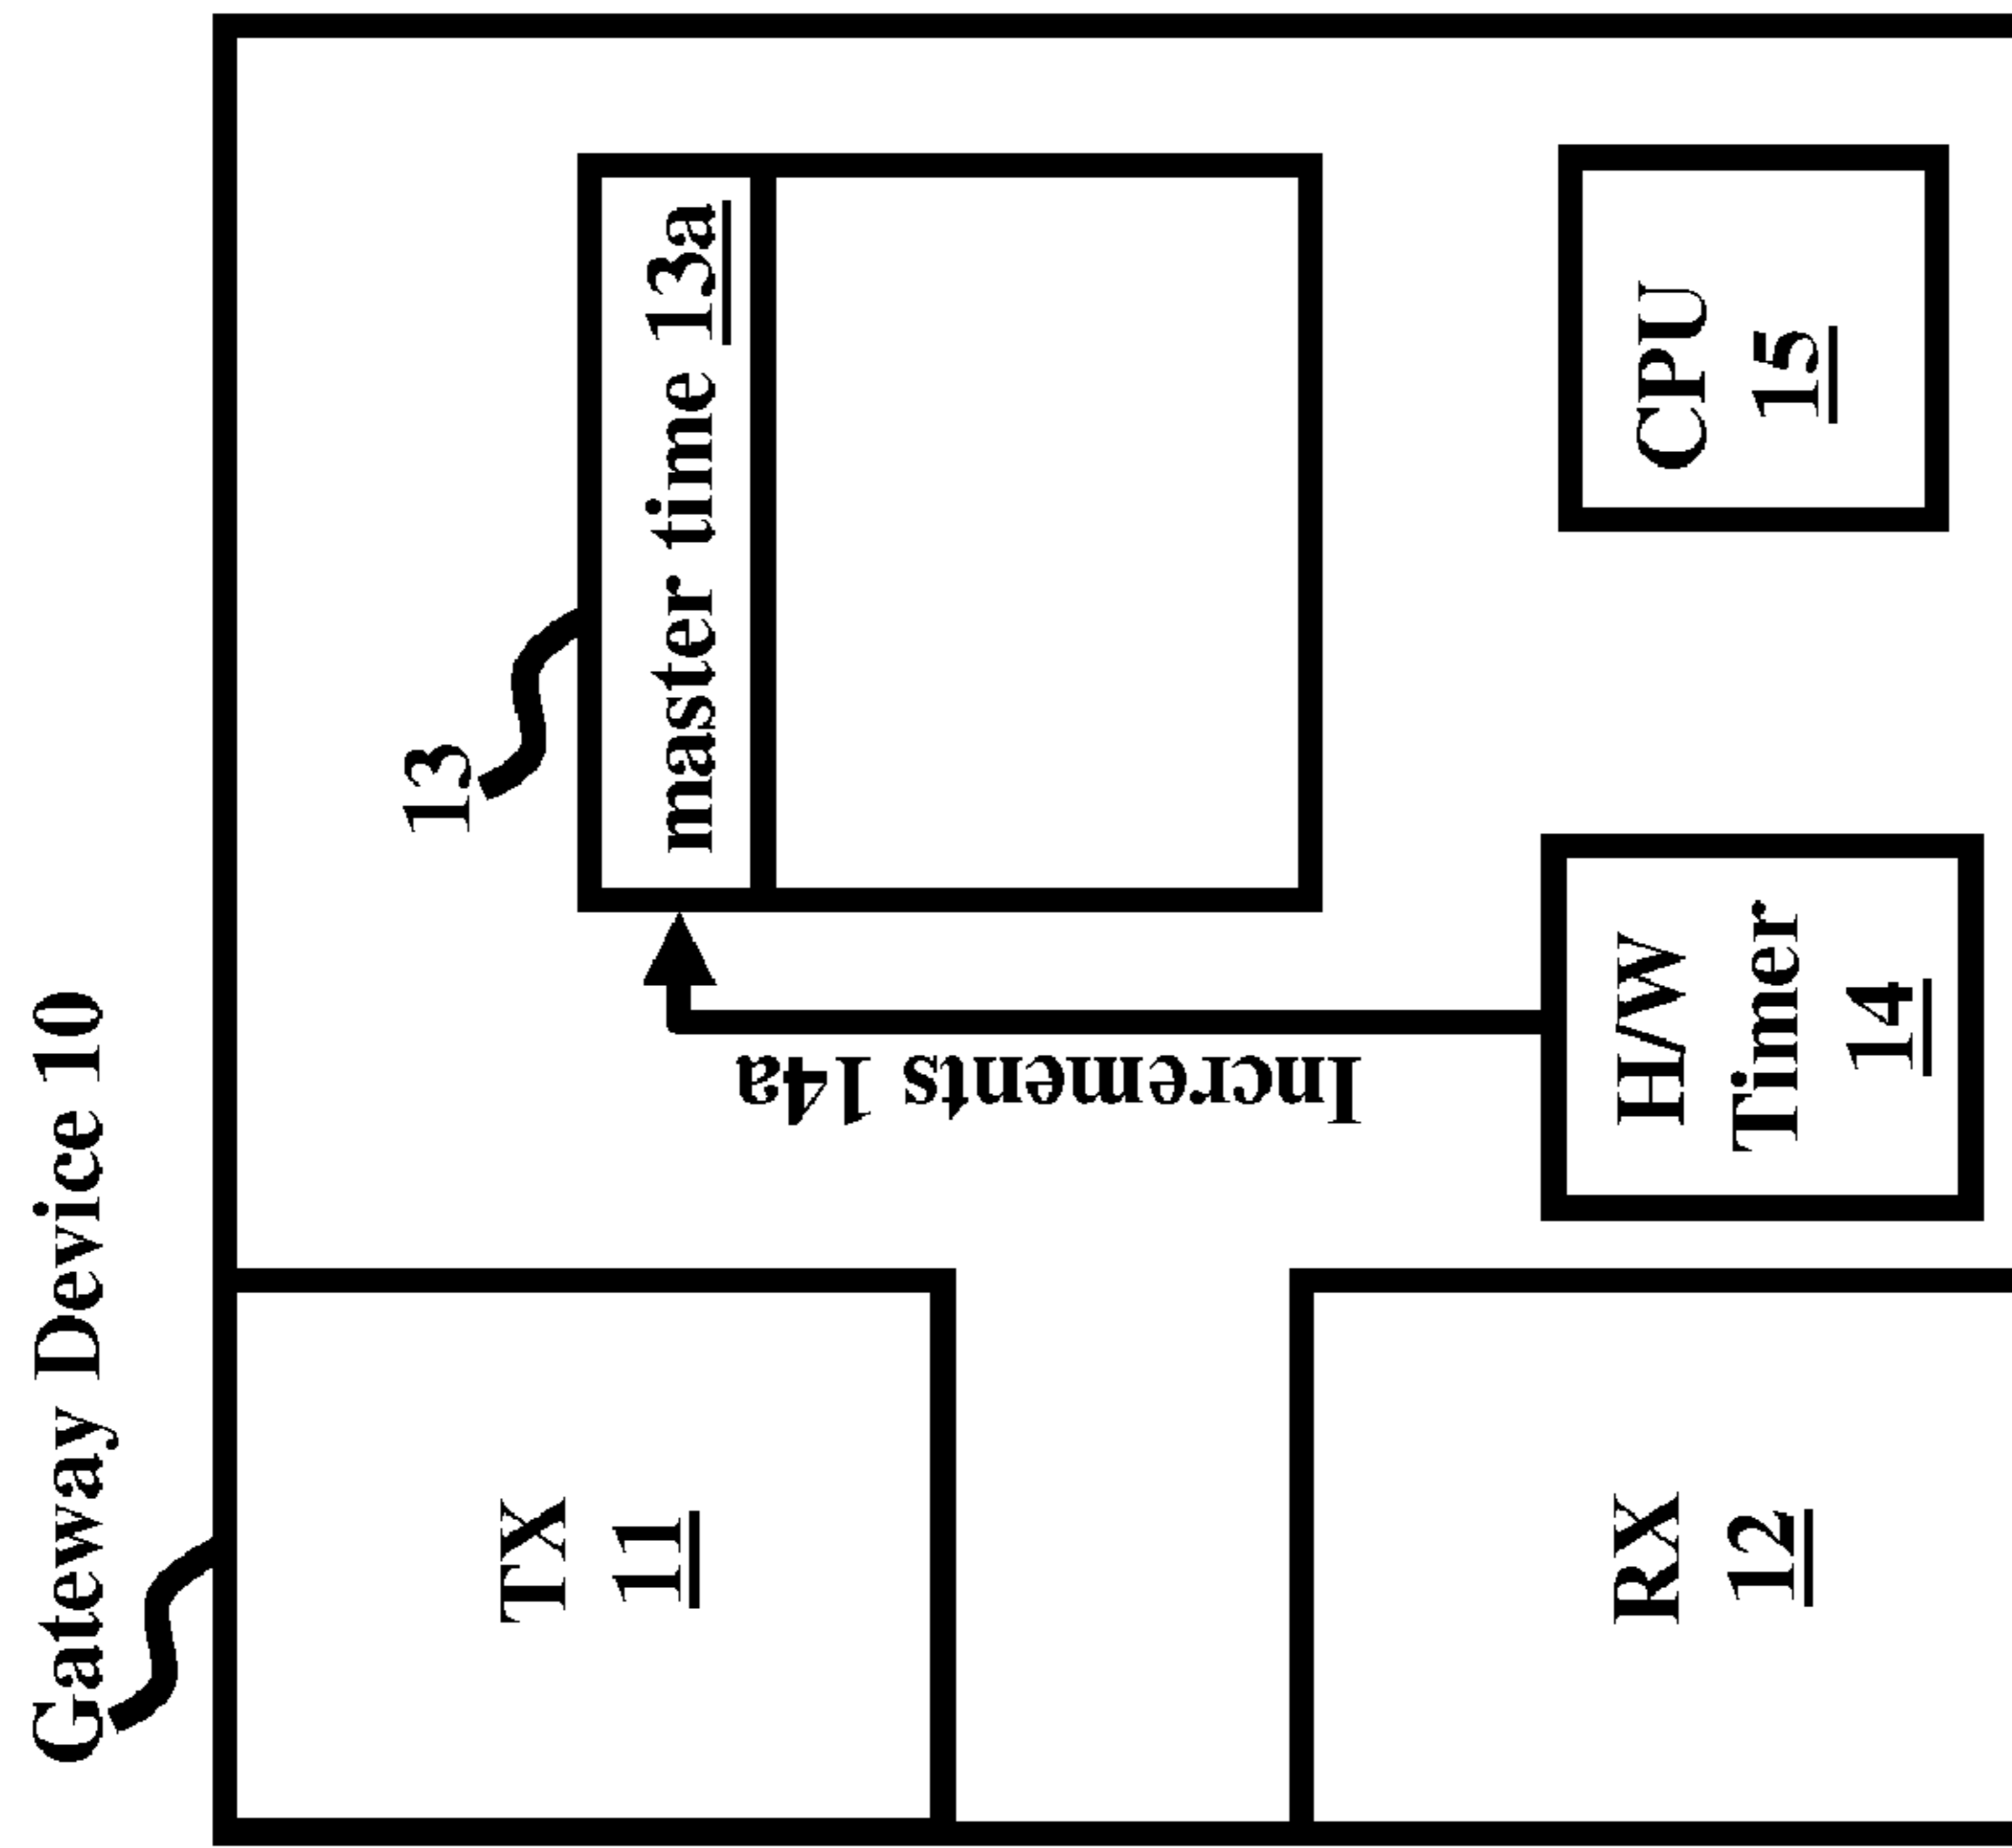 Gateway Device 10
13
master time 13a
TX
11
Increments 14a
RX
12
H/W
Timer
14
CPU
15